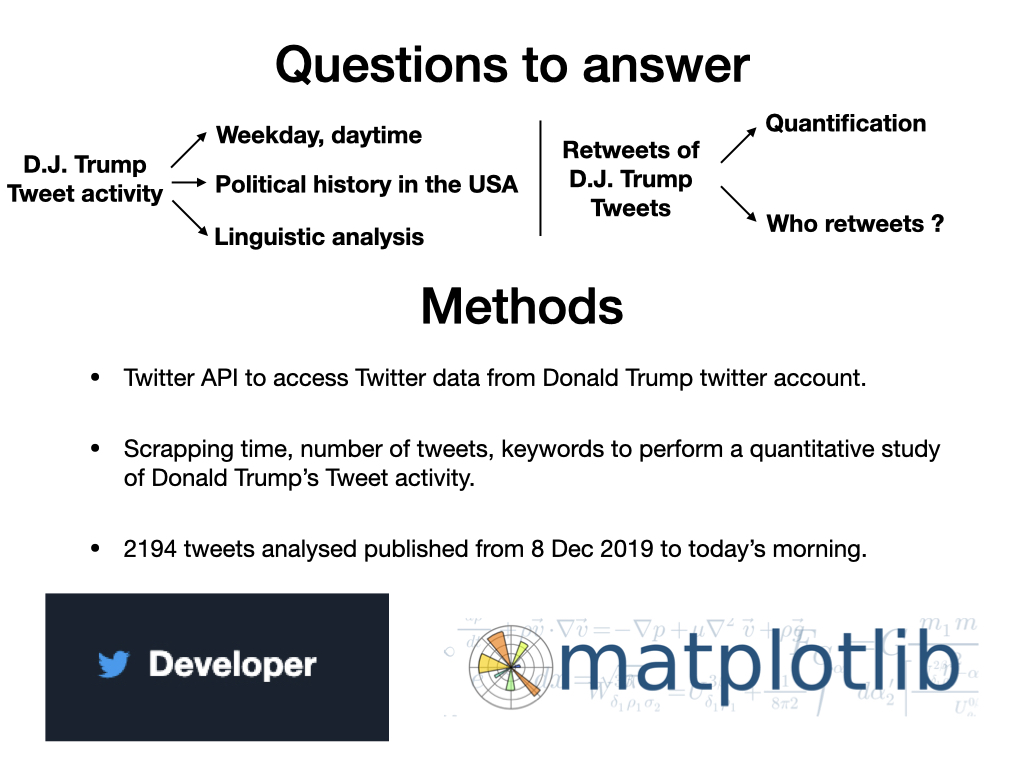 Questions to answer
D.J. Trump
Tweet activity
Weekday, daytime
Political history in the USA
Linguistic analysis
Retweets of
D.J. Trump
Tweets
Quantification
Who retweets ?
Methods
• Twitter API to access Twitter data from Donald Trump twitter account.
• Scrapping time, number of tweets, keywords to perform a quantitative study
of Donald Trump’s Tweet activity.
• 2194 tweets analysed published from 8 Dec 2019 to today’s morning.
Developer
matplotlib